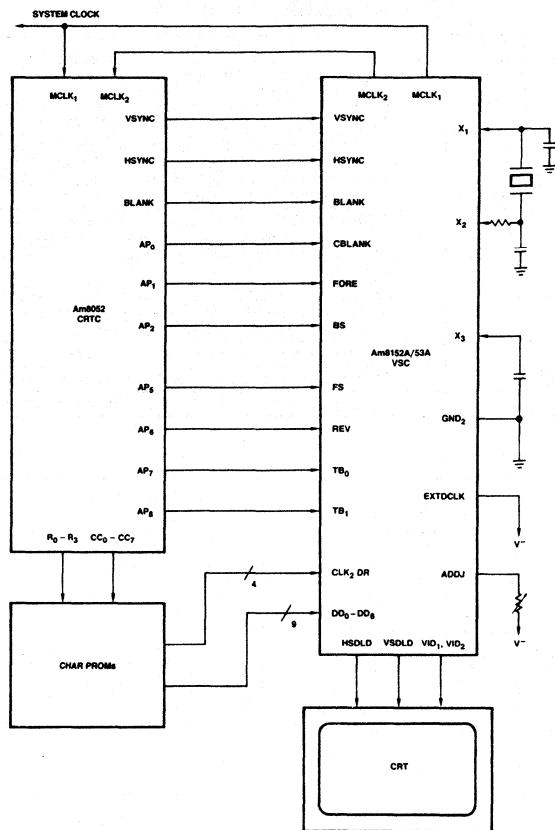 SYSTEM CLOCK
MCLK₁ MCLK₂
MCLK₂ MCLK₁
VSYNC
VSYNC
X₁
HSYNC
HSYNC
BLANK
BLANK
X₂
AP₀
CBLANK
AP₁
FORE
Am8052
CRTC
AP₂
BS
X₃
Am8152A/53A
VSC
AP₅
FS
AP₆
REV
GND₂
AP₇
TB₀
EXTDCLK
AP₈
TB₁
V⁻
R₀ – R₃ CC₀ – CC₇
4
CLK₂ DR
ADDJ
9
DD₀ – DD₈
V⁻
HSDLD VSDLD VID₁, VID₂
CHAR PROMs
CRT